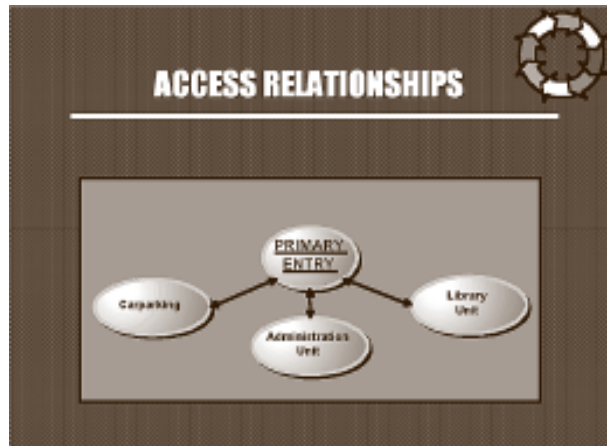 ACCESS RELATIONSHIPS
PRIMARY
ENTRY
Carparking
Library
Unit
Administration
Unit